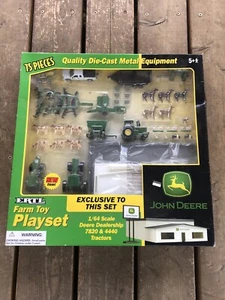 75 PIECES
Quality Die-Cast Metal Equipment
5+
ERTL
Farm Toy
Playset
EXCLUSIVE TO
THIS SET
1/64 Scale
Deere Dealership
7820 & 4440
Tractors
JOHN DEERE
WARNING: